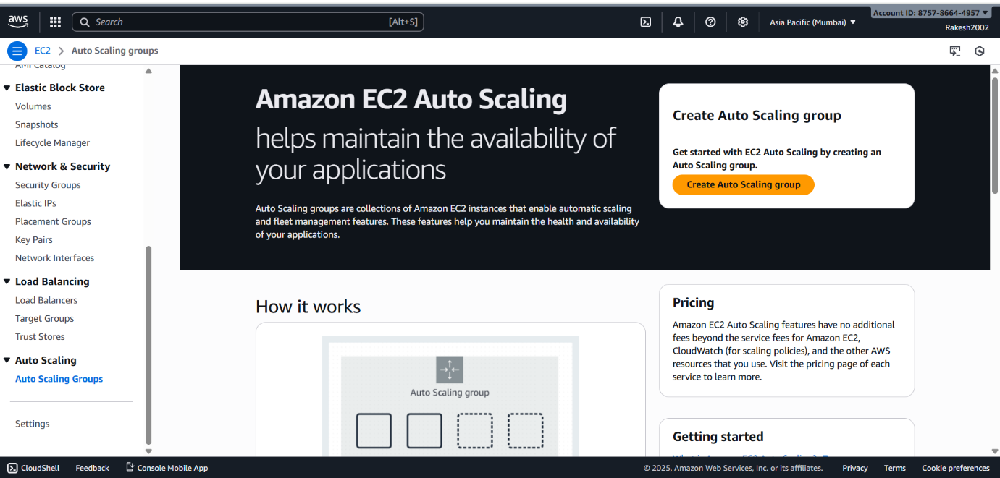 aws
Search
[Alt+S]
Asia Pacific (Mumbai)
Account ID: 8757-8664-4957
Rakesh2002
EC2
Auto Scaling groups
AMI Catalog
Elastic Block Store
Volumes
Snapshots
Lifecycle Manager
Network & Security
Security Groups
Elastic IPs
Placement Groups
Key Pairs
Network Interfaces
Load Balancing
Load Balancers
Target Groups
Trust Stores
Auto Scaling
Auto Scaling Groups
Settings
Amazon EC2 Auto Scaling
helps maintain the availability of
your applications
Auto Scaling groups are collections of Amazon EC2 instances that enable automatic scaling
and fleet management features. These features help you maintain the health and availability
of your applications.
Create Auto Scaling group
Get started with EC2 Auto Scaling by creating an
Auto Scaling group.
Create Auto Scaling group
How it works
Auto Scaling group
Pricing
Amazon EC2 Auto Scaling features have no additional
fees beyond the service fees for Amazon EC2,
CloudWatch (for scaling policies), and the other AWS
resources that you use. Visit the pricing page of each
service to learn more.
Getting started
CloudShell
Feedback
Console Mobile App
© 2025, Amazon Web Services, Inc. or its affiliates.
Privacy
Terms
Cookie preferences